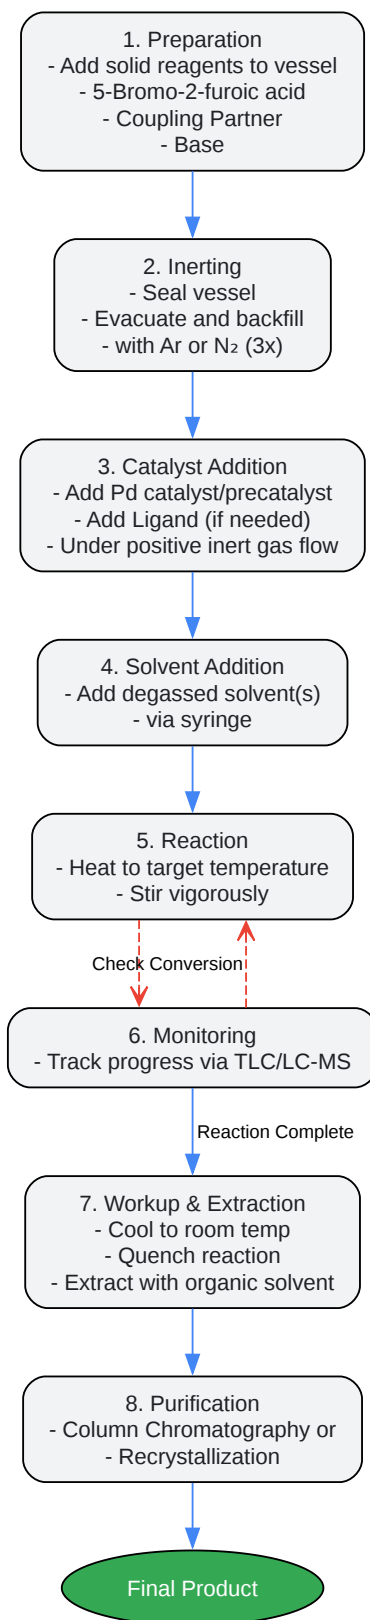 1. Preparation
- Add solid reagents to vessel
- 5-Bromo-2-furoic acid
- Coupling Partner
- Base
2. Inerting
- Seal vessel
- Evacuate and backfill
- with Ar or N₂ (3x)
3. Catalyst Addition
- Add Pd catalyst/precatalyst
- Add Ligand (if needed)
- Under positive inert gas flow
4. Solvent Addition
- Add degassed solvent(s)
- via syringe
5. Reaction
- Heat to target temperature
- Stir vigorously
Check Conversion
6. Monitoring
- Track progress via TLC/LC-MS
Reaction Complete
7. Workup & Extraction
- Cool to room temp
- Quench reaction
- Extract with organic solvent
8. Purification
- Column Chromatography or
- Recrystallization
Final Product